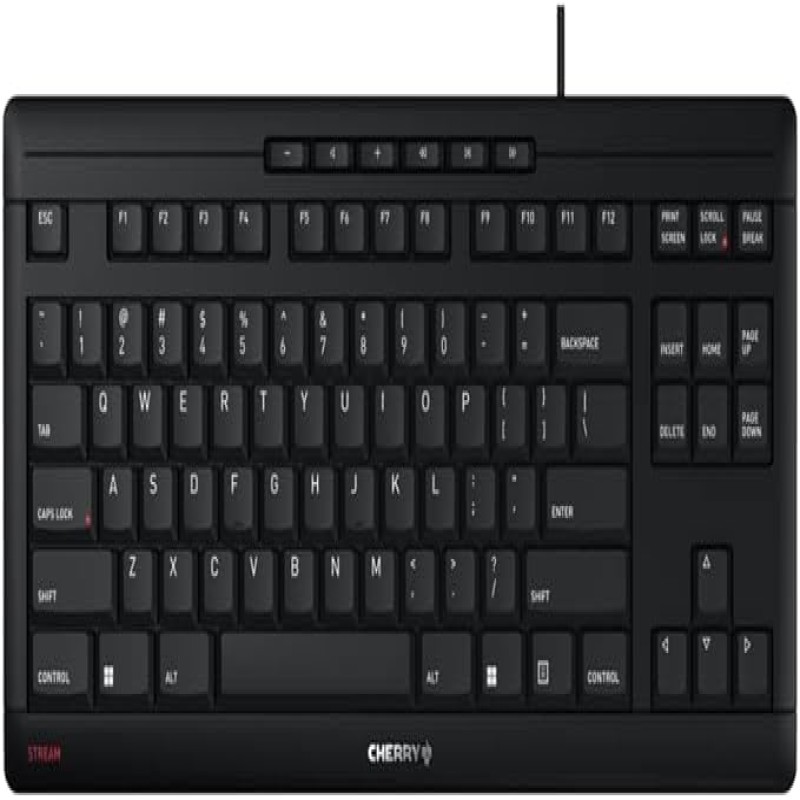 ESC F1 F2 F3 F4 F5 F6 F7 F8 F9 F10 F11 F12 PRINT SCREEN SCROLL LOCK PAUSE BREAK
~ ! @ # $ % ^ & * ( ) - +
1 2 3 4 5 6 7 8 9 0 - = BACKSPACE INSERT HOME PAGE UP
TAB Q W E R T Y U I O P { [ } ] | \ DELETE END PAGE DOWN
CAPS LOCK A S D F G H J K L : ; " ' ENTER
SHIFT Z X C V B N M < , > . ? / SHIFT
CONTROL ALT ALT CONTROL
STREAM CHERRY